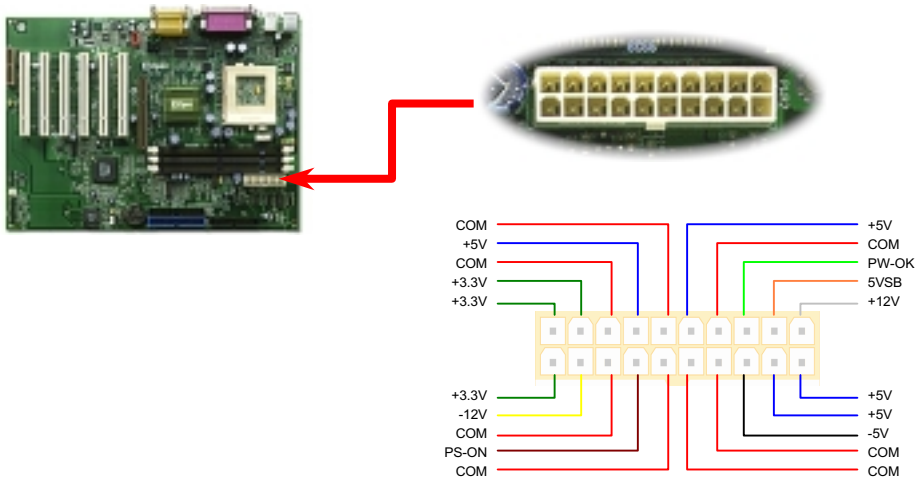 COM
+5V
COM
+3.3V
+3.3V
+5V
COM
PW-OK
5VSB
+12V
+3.3V
-12V
COM
PS-ON
COM
+5V
+5V
-5V
COM
COM